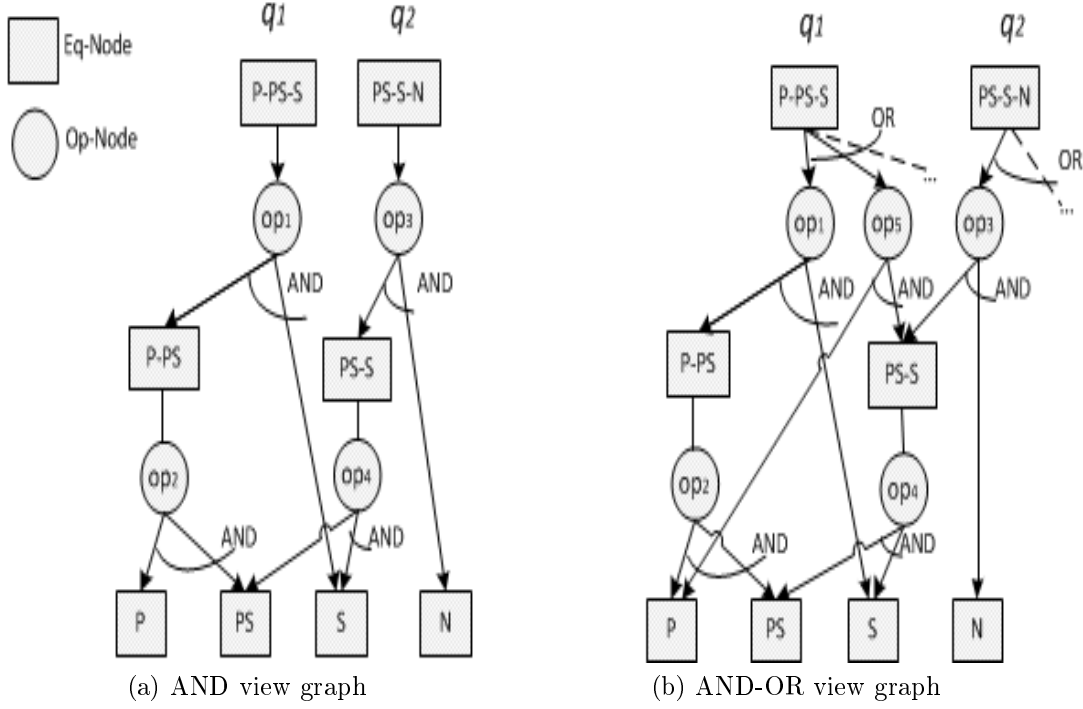 q1 q2
Eq-Node
Op-Node
P-PS-S PS-S-N
op1 op3
AND AND
P-PS PS-S
op2 op4
AND AND
P PS S N
(a) AND view graph
q1 q2
P-PS-S PS-S-N
OR OR
... ...
op1 op5 op3
AND AND AND
P-PS PS-S
op2 op4
AND AND
P PS S N
(b) AND-OR view graph